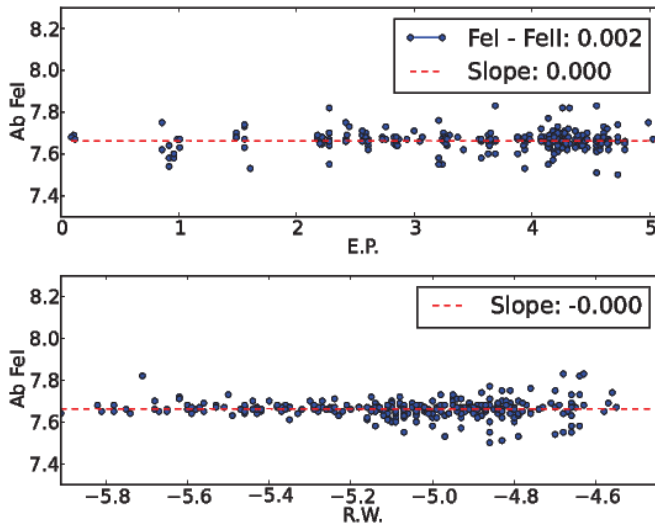 8.2
8.0
7.8
7.6
7.4
Ab FeI
FeI - FeII: 0.002
Slope: 0.000
0 1 2 3 4 5
E.P.
8.2
8.0
7.8
7.6
7.4
Ab FeI
Slope: -0.000
−5.8 −5.6 −5.4 −5.2 −5.0 −4.8 −4.6
R.W.